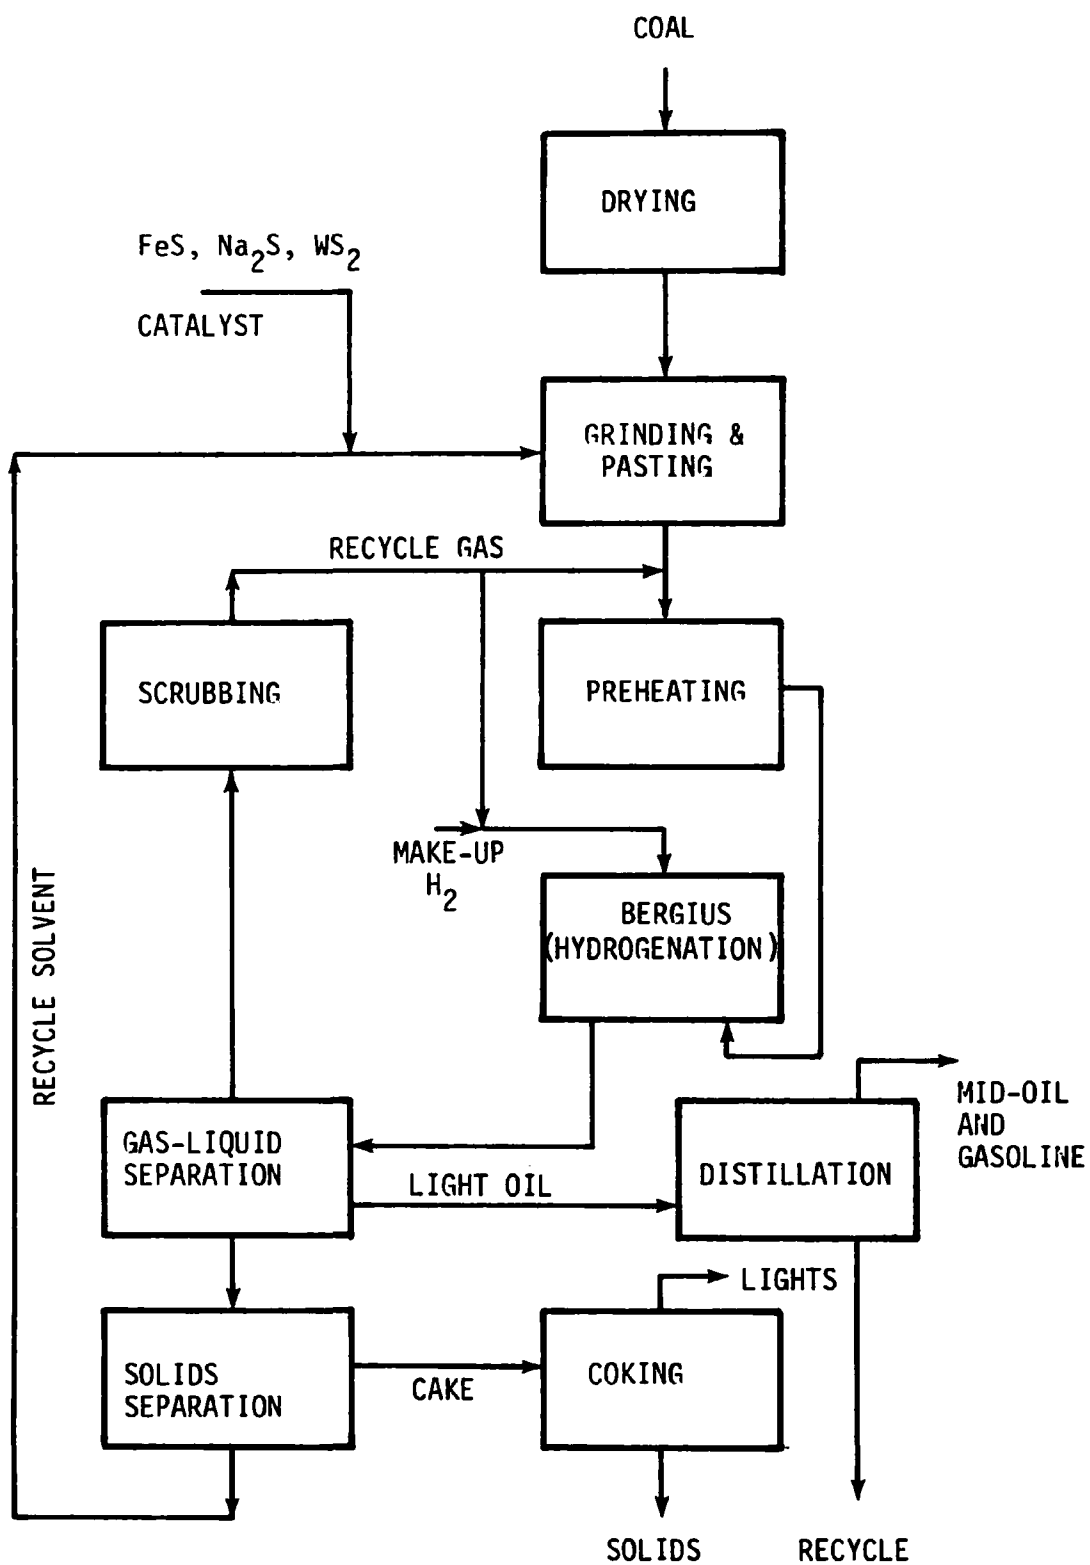 COAL
DRYING
FeS, Na2S, WS2
CATALYST
GRINDING &
PASTING
RECYCLE GAS
SCRUBBING
PREHEATING
MAKE-UP
H2
BERGIUS
(HYDROGENATION)
RECYCLE SOLVENT
MID-OIL
AND
GASOLINE
GAS-LIQUID
SEPARATION
LIGHT OIL
DISTILLATION
LIGHTS
SOLIDS
SEPARATION
CAKE
COKING
SOLIDS
RECYCLE